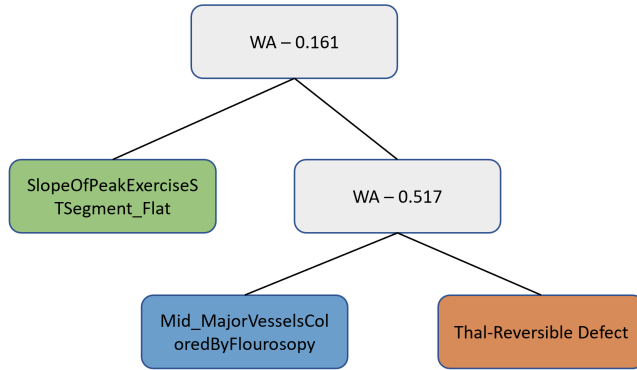 WA – 0.161
SlopeOfPeakExerciseS
TSegment_Flat
WA – 0.517
Mid_MajorVesselsCol
oredByFlourosopy
Thal-Reversible Defect